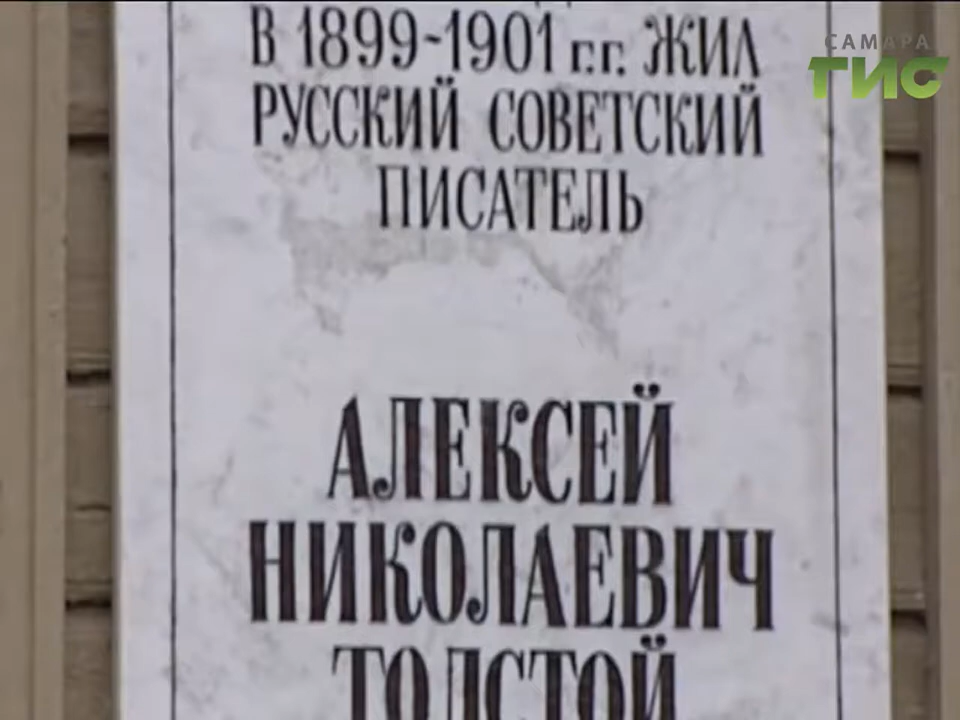 В 1899-1901 г.г. ЖИЛ
РУССКИЙ СОВЕТСКИЙ
ПИСАТЕЛЬ
АЛЕКСЕЙ
НИКОЛАЕВИЧ
ТОЛСТОЙ
САМАРА
ГИС